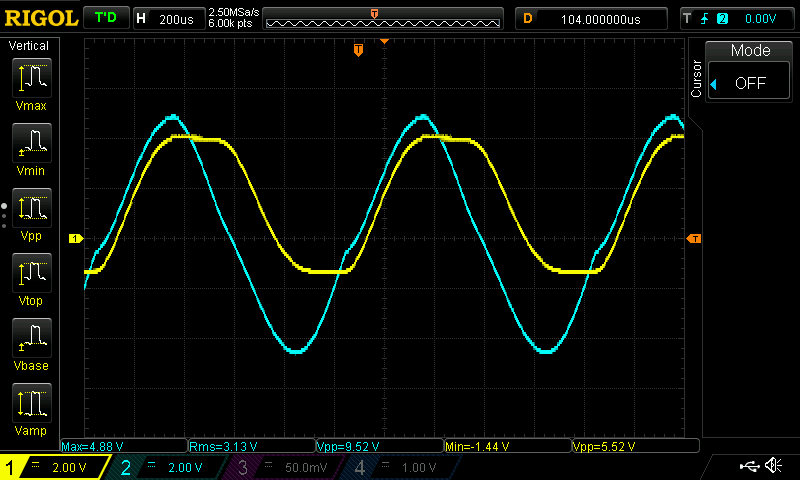 RIGOL T'D H 200us 2.50MSa/s 6.00k pts D 104.000000us T 2 0.00V
Vertical
Vmax
Vmin
Vpp
Vtop
Vbase
Vamp
T
T
1
T
Cursor
Mode
OFF
Max=4.88 V Rms=3.13 V Vpp=9.52 V Min=-1.44 V Vpp=5.52 V
1 2.00 V 2 2.00 V 3 50.0mV 4 1.00 V